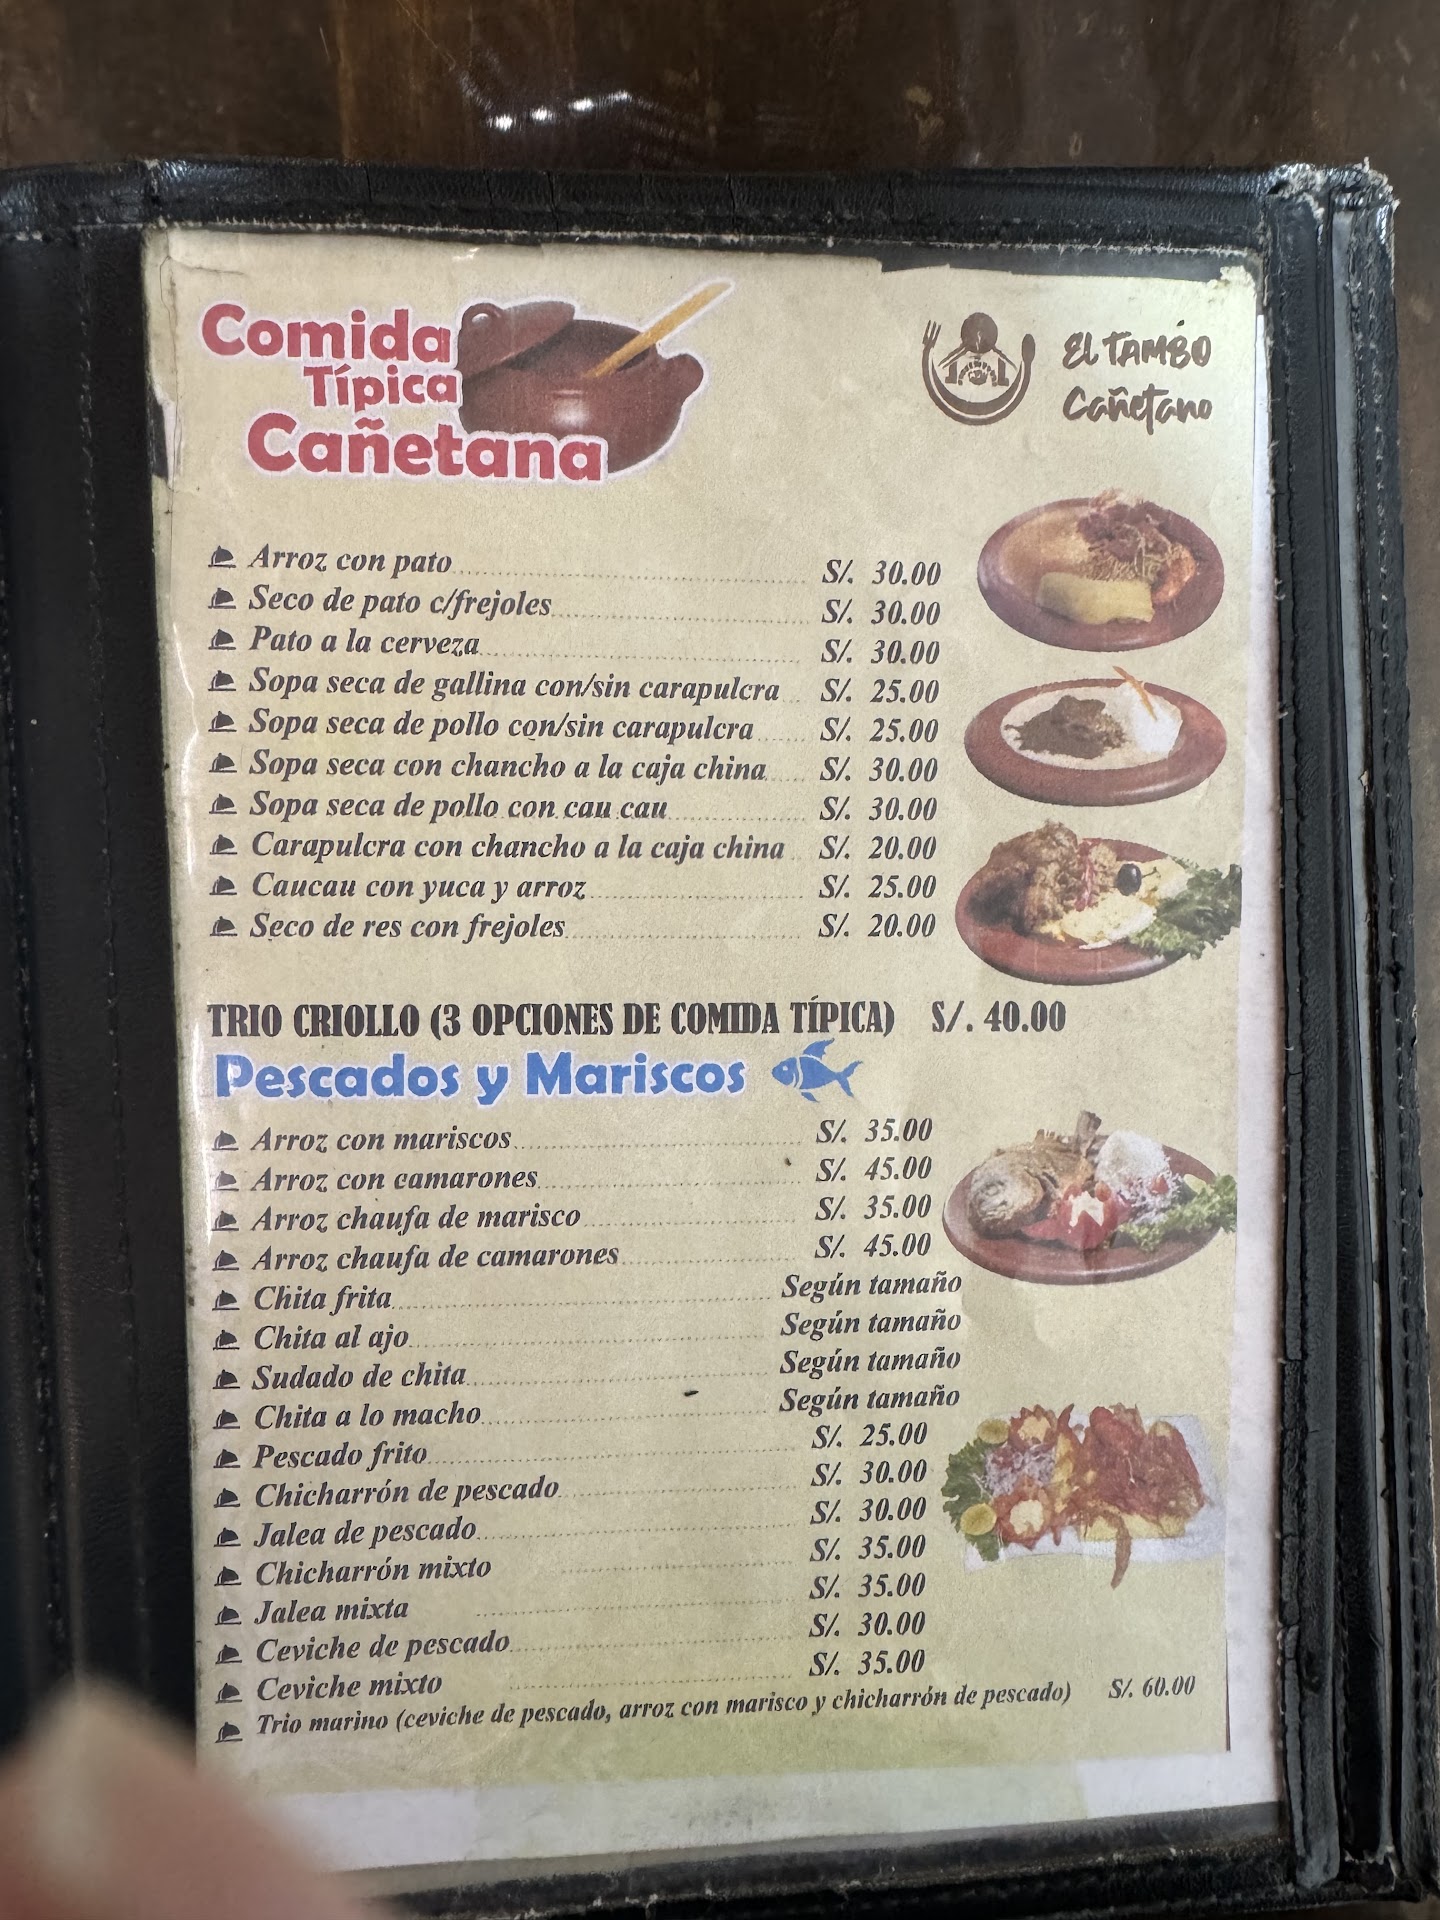 Comida
Típica
Cañetana
El TAMBO
Cañetano
Arroz con pato S/. 30.00
Seco de pato c/frejoles S/. 30.00
Pato a la cerveza S/. 30.00
Sopa seca de gallina con/sin carapulcra S/. 25.00
Sopa seca de pollo con/sin carapulcra S/. 25.00
Sopa seca con chancho a la caja china S/. 30.00
Sopa seca de pollo con cau cau S/. 30.00
Carapulcra con chancho a la caja china S/. 20.00
Caucau con yuca y arroz S/. 25.00
Seco de res con frejoles S/. 20.00
TRIO CRIOLLO (3 OPCIONES DE COMIDA TÍPICA) S/. 40.00
Pescados y Mariscos
Arroz con mariscos S/. 35.00
Arroz con camarones S/. 45.00
Arroz chaufa de marisco S/. 35.00
Arroz chaufa de camarones S/. 45.00
Chita frita Según tamaño
Chita al ajo Según tamaño
Sudado de chita Según tamaño
Chita a lo macho Según tamaño
Pescado frito S/. 25.00
Chicharrón de pescado S/. 30.00
Jalea de pescado S/. 30.00
Chicharrón mixto S/. 35.00
Jalea mixta S/. 35.00
Ceviche de pescado S/. 30.00
Ceviche mixto S/. 35.00
Trio marino (ceviche de pescado, arroz con marisco y chicharrón de pescado) S/. 60.00